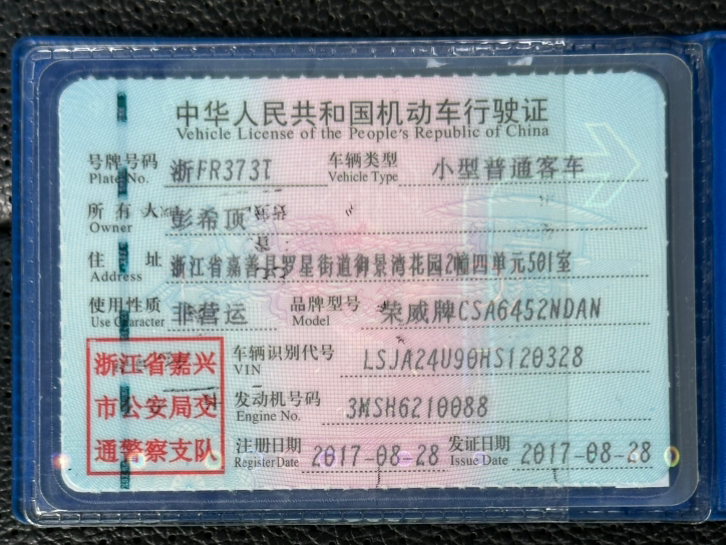 中华人民共和国机动车行驶证
Vehicle License of the People's Republic of China
号牌号码 浙FR373T 车辆类型 小型普通客车
Plate No. Vehicle Type
所有人 彭希顶
Owner
住址 浙江省嘉善县罗星街道御景湾花园2幢四单元501室
Address
使用性质 非营运 品牌型号 荣威牌CSA6452NDAN
Use Character Model
浙江省嘉兴
市公安局交
通警察支队
车辆识别代号 LSJA24U90HS120328
VIN
发动机号码 3MSH6210088
Engine No.
注册日期 2017-08-28 发证日期 2017-08-28
Register Date Issue Date